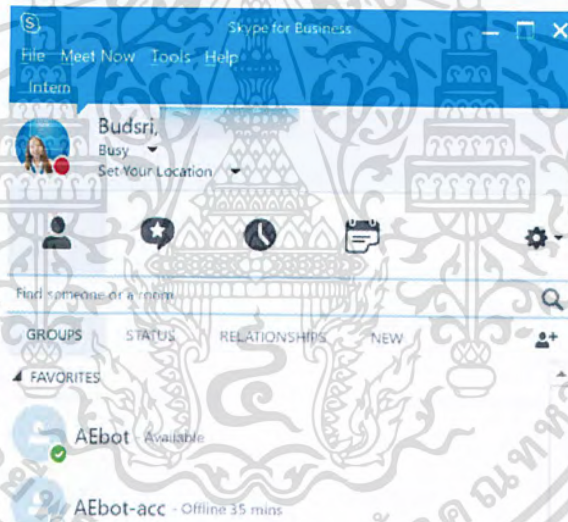 S Skype for Business
File Meet Now Tools Help
Intern
Budsri,
Busy
Set Your Location
Find someone or a room
GROUPS STATUS RELATIONSHIPS NEW
FAVORITES
AEbot - Available
AEbot-acc - Offline 35 mins